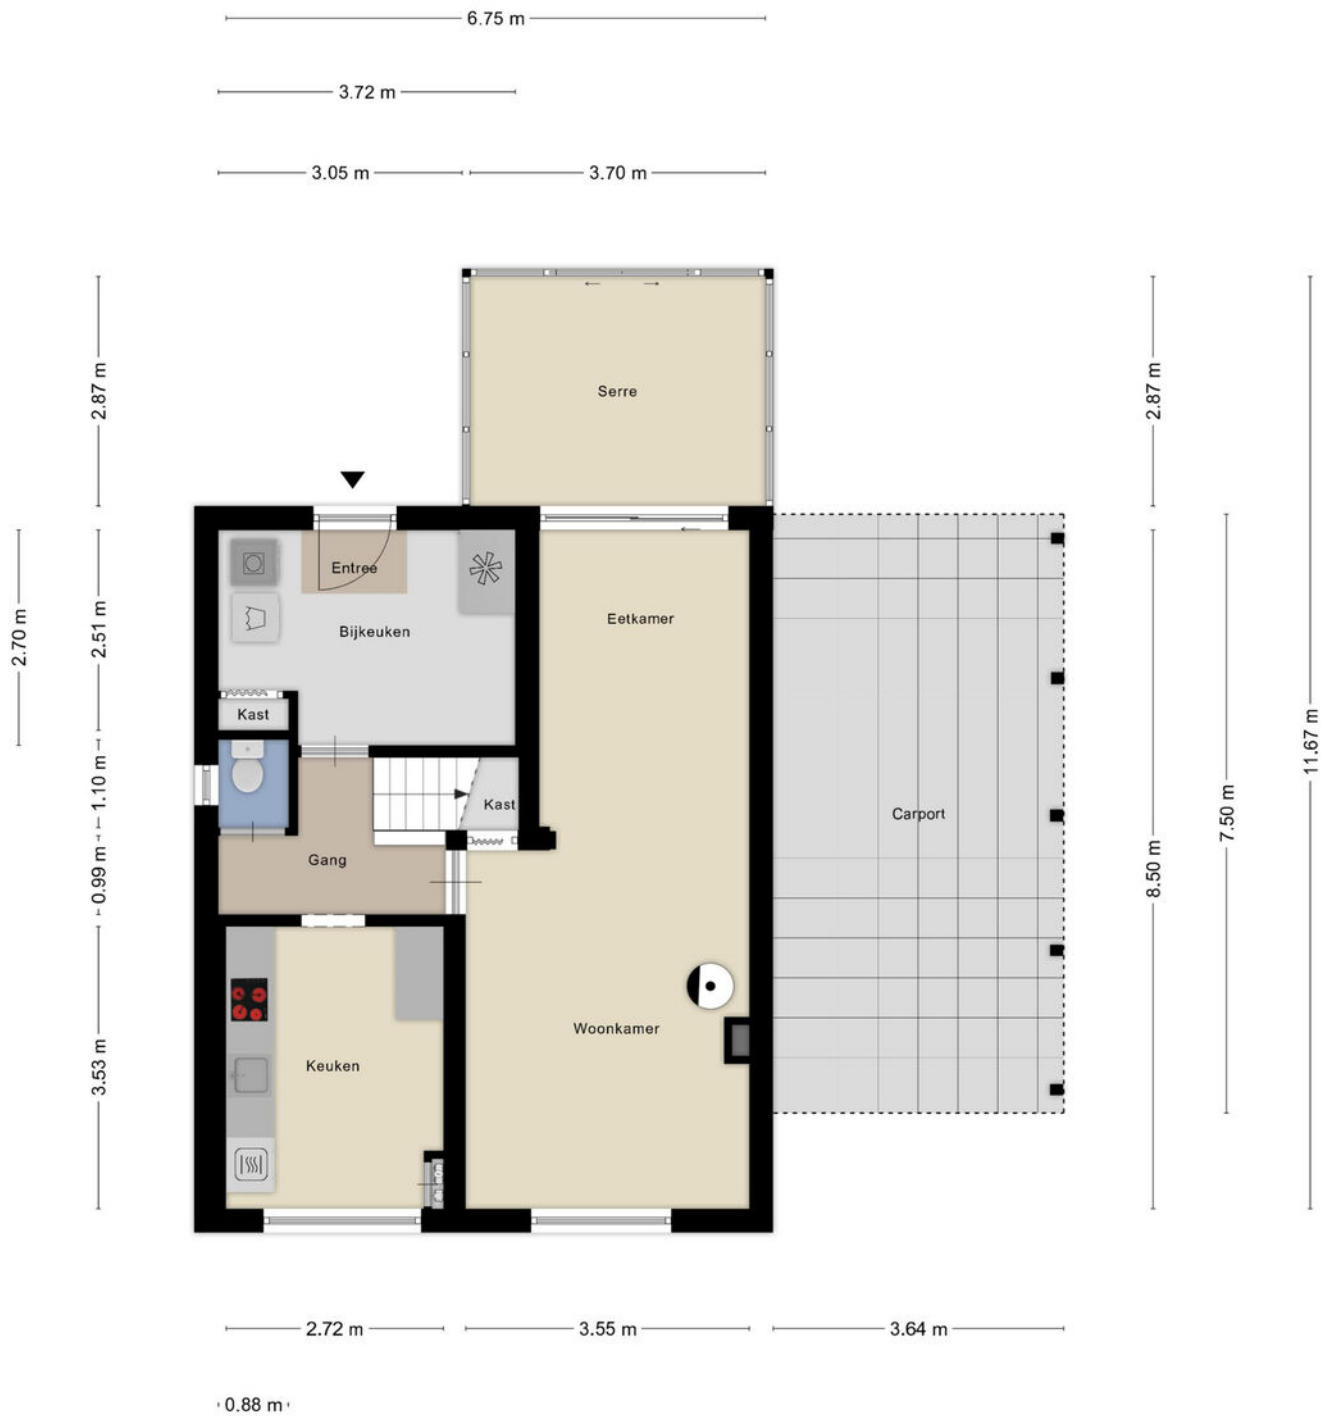 6.75 m
3.72 m
3.05 m
3.70 m
2.87 m
2.87 m
Serre
Entree
Eetkamer
Bijkeuken
2.70 m
2.51 m
Kast
11.67 m
1.10 m
Kast
Carport
7.50 m
Gang
0.99 m
8.50 m
Woonkamer
Keuken
3.53 m
2.72 m
3.55 m
3.64 m
0.88 m